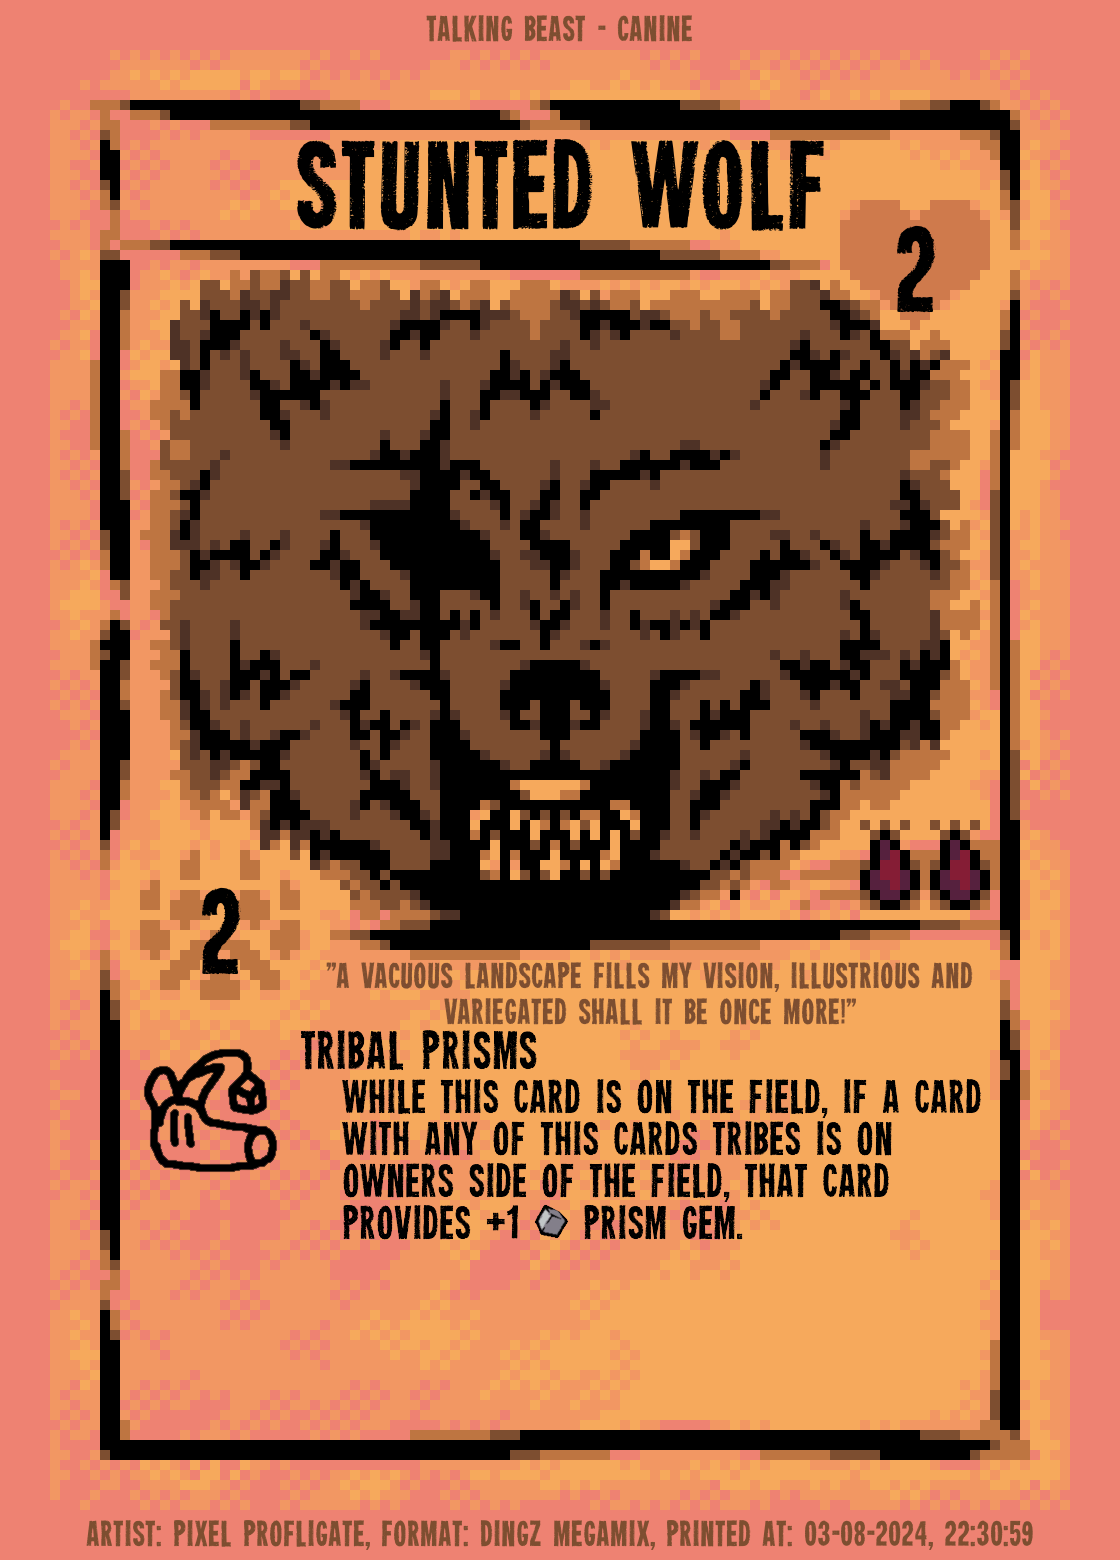 TALKING BEAST - CANINE
STUNTED WOLF
2
2
"A VACUOUS LANDSCAPE FILLS MY VISION, ILLUSTRIOUS AND
VARIEGATED SHALL IT BE ONCE MORE!"
TRIBAL PRISMS
WHILE THIS CARD IS ON THE FIELD, IF A CARD
WITH ANY OF THIS CARDS TRIBES IS ON
OWNERS SIDE OF THE FIELD, THAT CARD
PROVIDES +1 PRISM GEM.
ARTIST: PIXEL PROFLIGATE, FORMAT: DINGZ MEGAMIX, PRINTED AT: 03-08-2024, 22:30:59